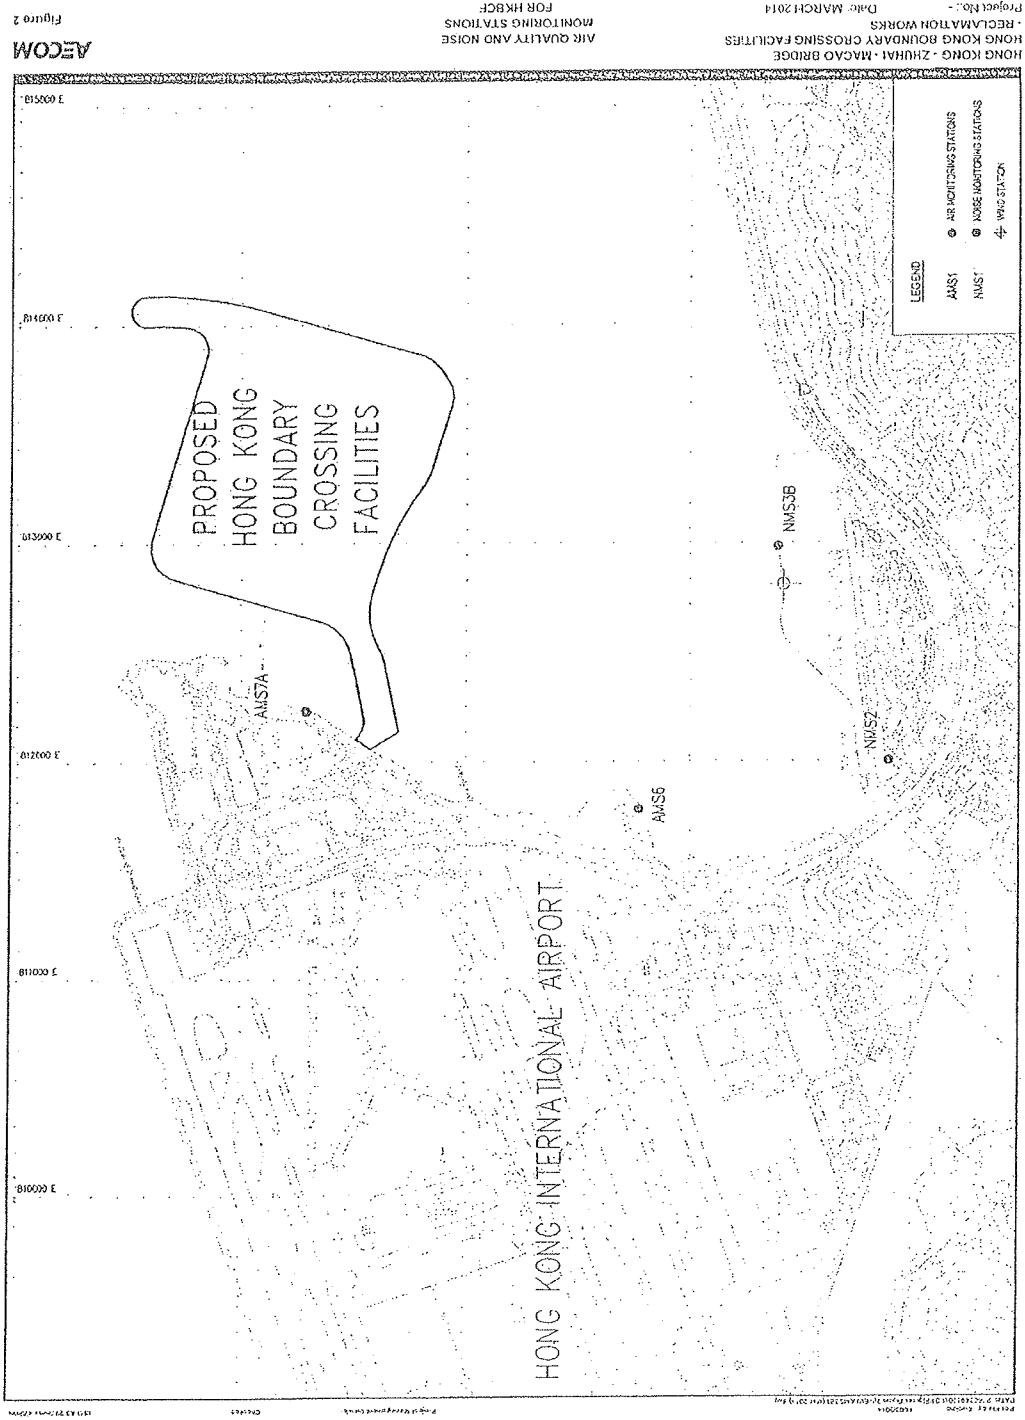 HONG KONG - ZHUHAI - MACAO BRIDGE
HONG KONG BOUNDARY CROSSING FACILITIES
- RECLAMATION WORKS
Project No.: -
Date: MARCH 2014
AIR QUALITY AND NOISE
MONITORING STATIONS
FOR HKBCF
AECOM
Figure 2
815000 E
814000 E
813000 E
812000 E
811000 E
810000 E
PROPOSED
HONG KONG
BOUNDARY
CROSSING
FACILITIES
AMS7A
AMS6
NMS3B
NMS2
HONG KONG INTERNATIONAL AIRPORT
LEGEND
AMS1 AIR MONITORING STATIONS
NMS1 NOISE MONITORING STATIONS
WIND STATION